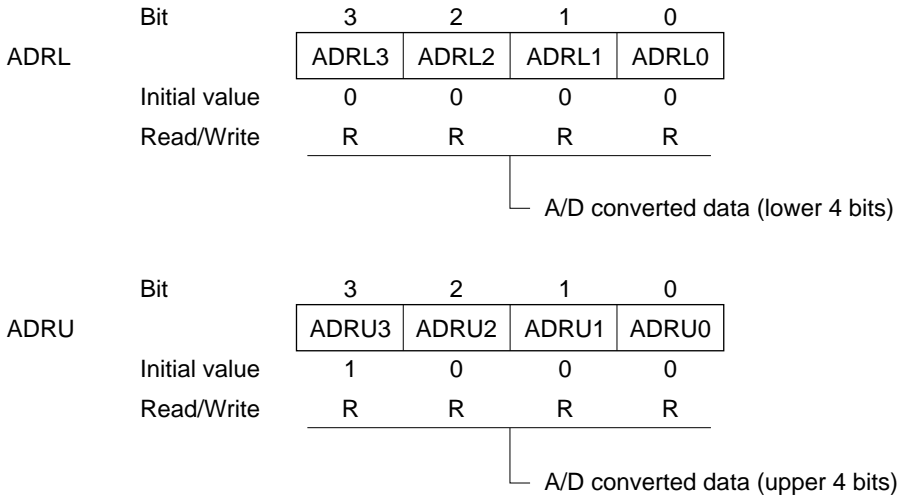 Bit 3 2 1 0
ADRL ADRL3 ADRL2 ADRL1 ADRL0
Initial value 0 0 0 0
Read/Write R R R R
A/D converted data (lower 4 bits)
Bit 3 2 1 0
ADRU ADRU3 ADRU2 ADRU1 ADRU0
Initial value 1 0 0 0
Read/Write R R R R
A/D converted data (upper 4 bits)